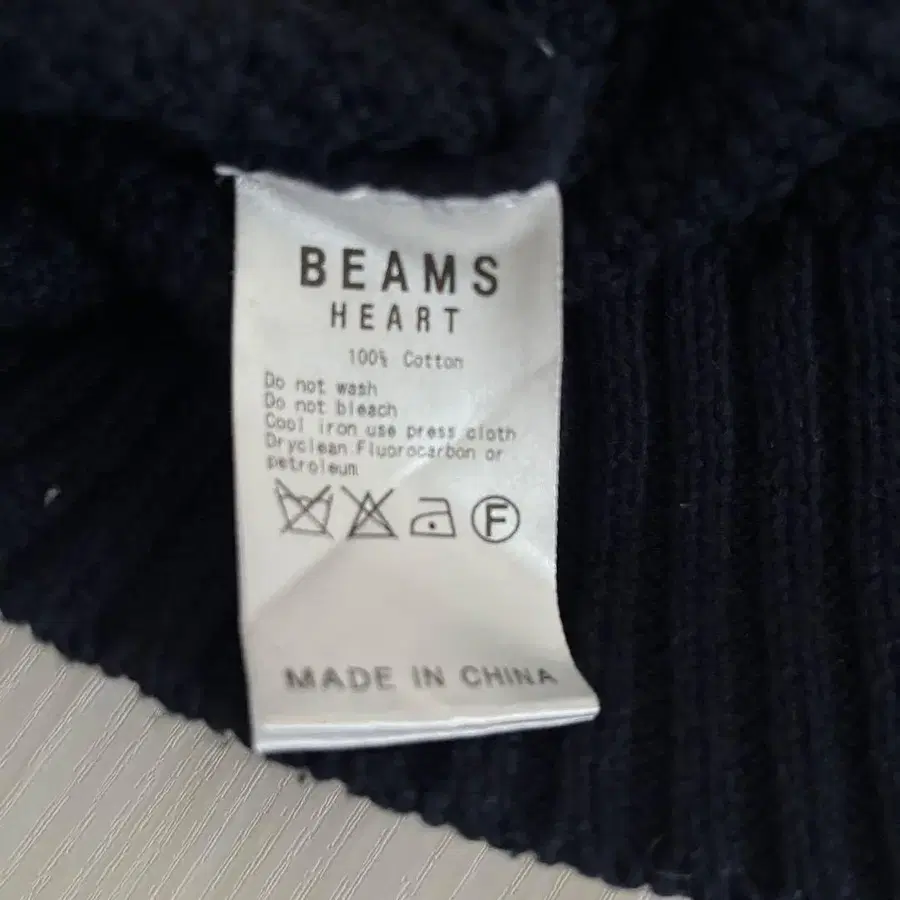 BEAMS
HEART
100% Cotton
Do not wash
Do not bleach
Cool iron use press cloth
Dryclean Fluorocarbon or
petroleum
F
MADE IN CHINA